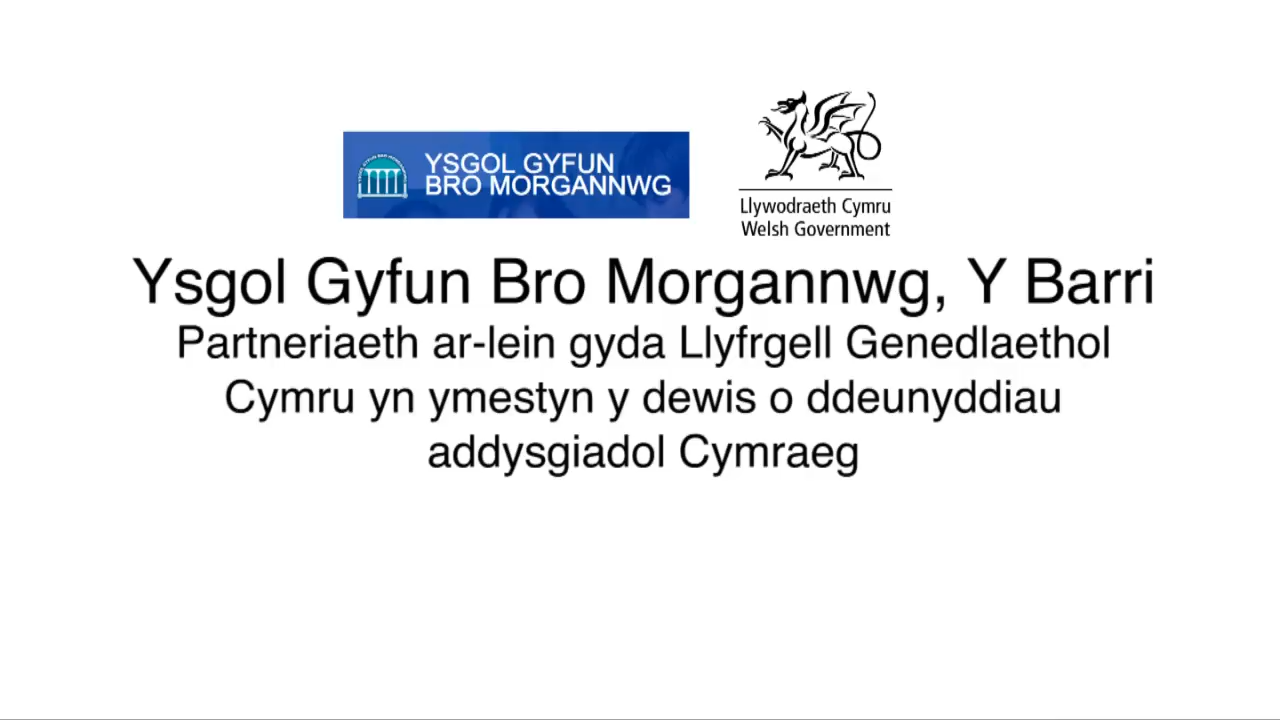 YSGOL GYFUN
BRO MORGANNWG
Llywodraeth Cymru
Welsh Government
Ysgol Gyfun Bro Morgannwg, Y Barri
Partneriaeth ar-lein gyda Llyfrgell Genedlaethol
Cymru yn ymestyn y dewis o ddeunyddiau
addysgiadol Cymraeg